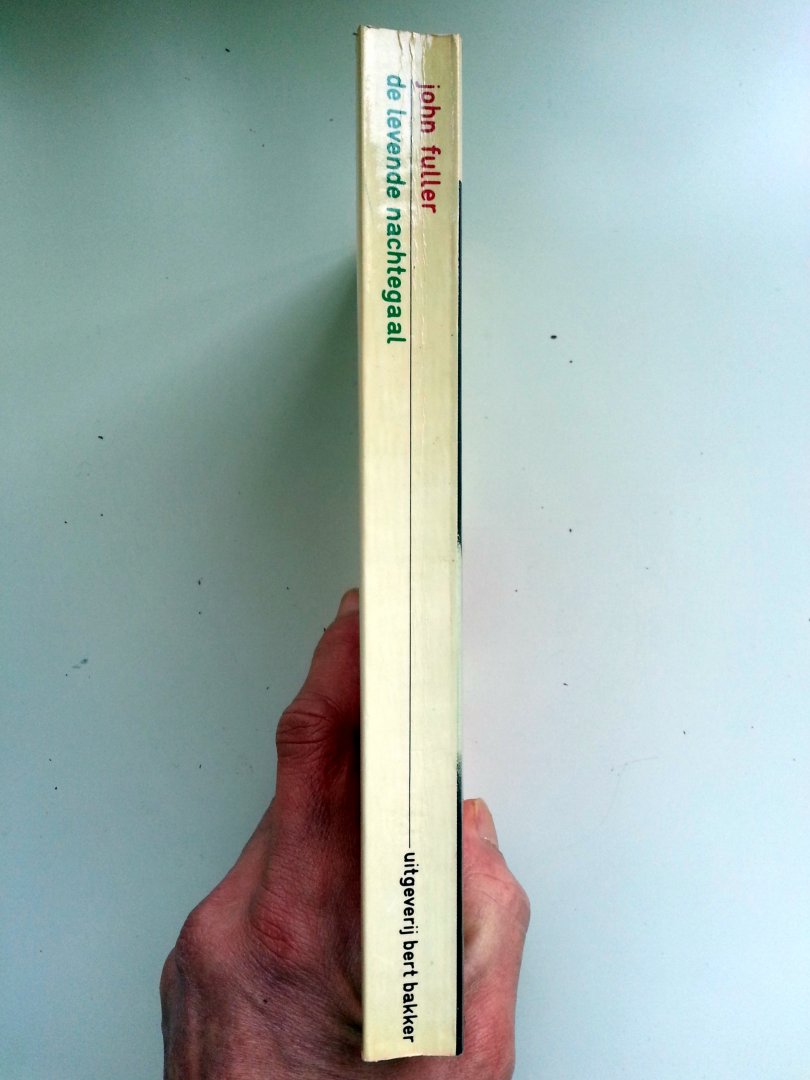 john fuller
de levende nachtegaal
uitgeverij bert bakker